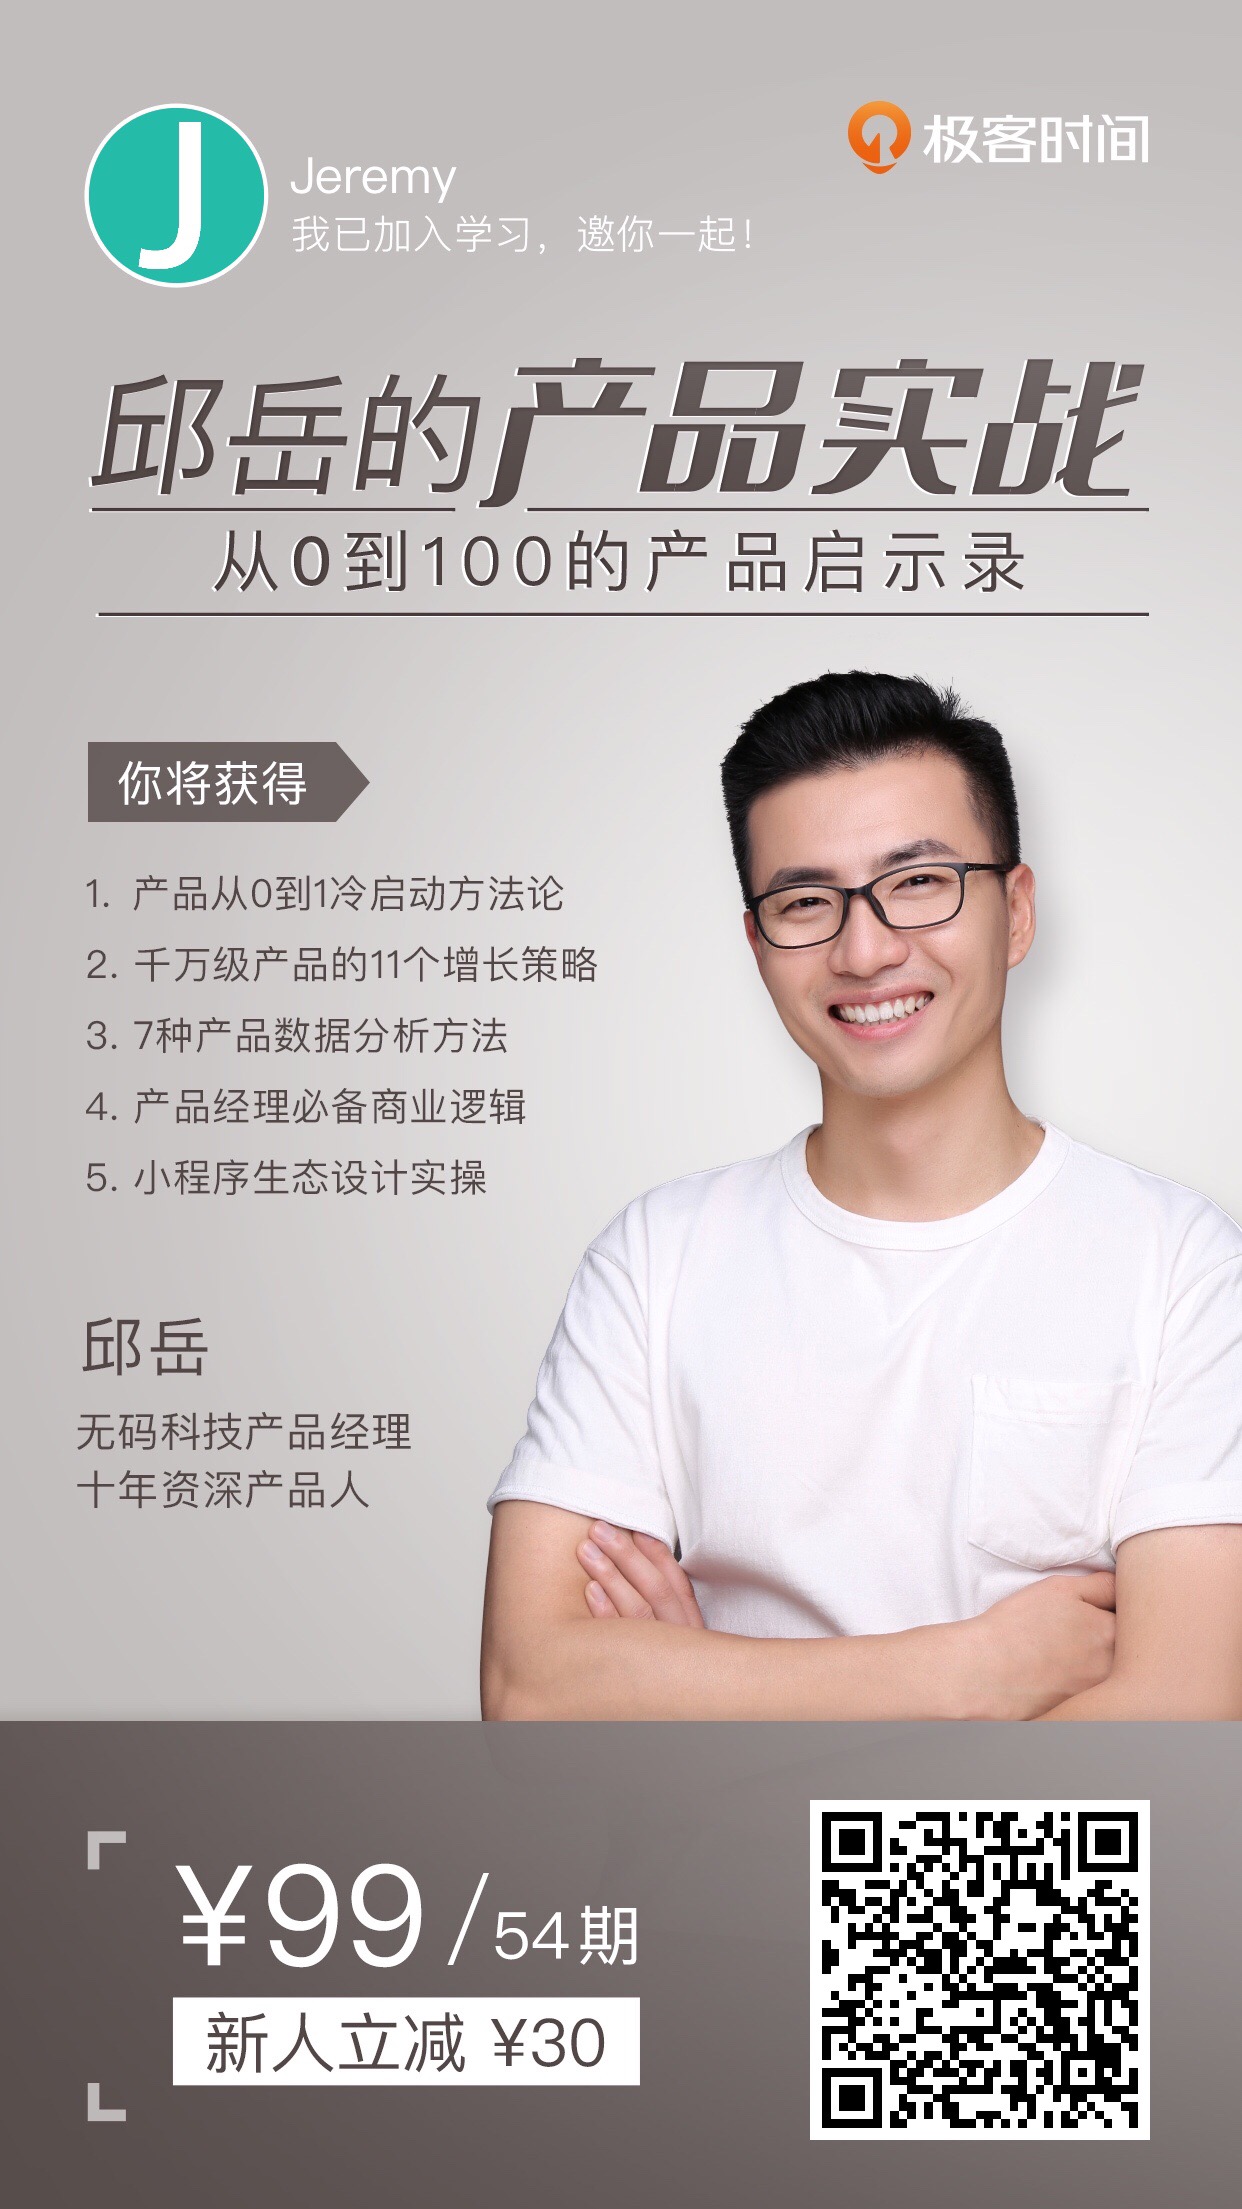 J
Jeremy
我已加入学习，邀你一起！
极客时间
邱岳的产品实战
从0到100的产品启示录
你将获得
1. 产品从0到1冷启动方法论
2. 千万级产品的11个增长策略
3. 7种产品数据分析方法
4. 产品经理必备商业逻辑
5. 小程序生态设计实操
邱岳
无码科技产品经理
十年资深产品人
¥99/54期
新人立减 ¥30